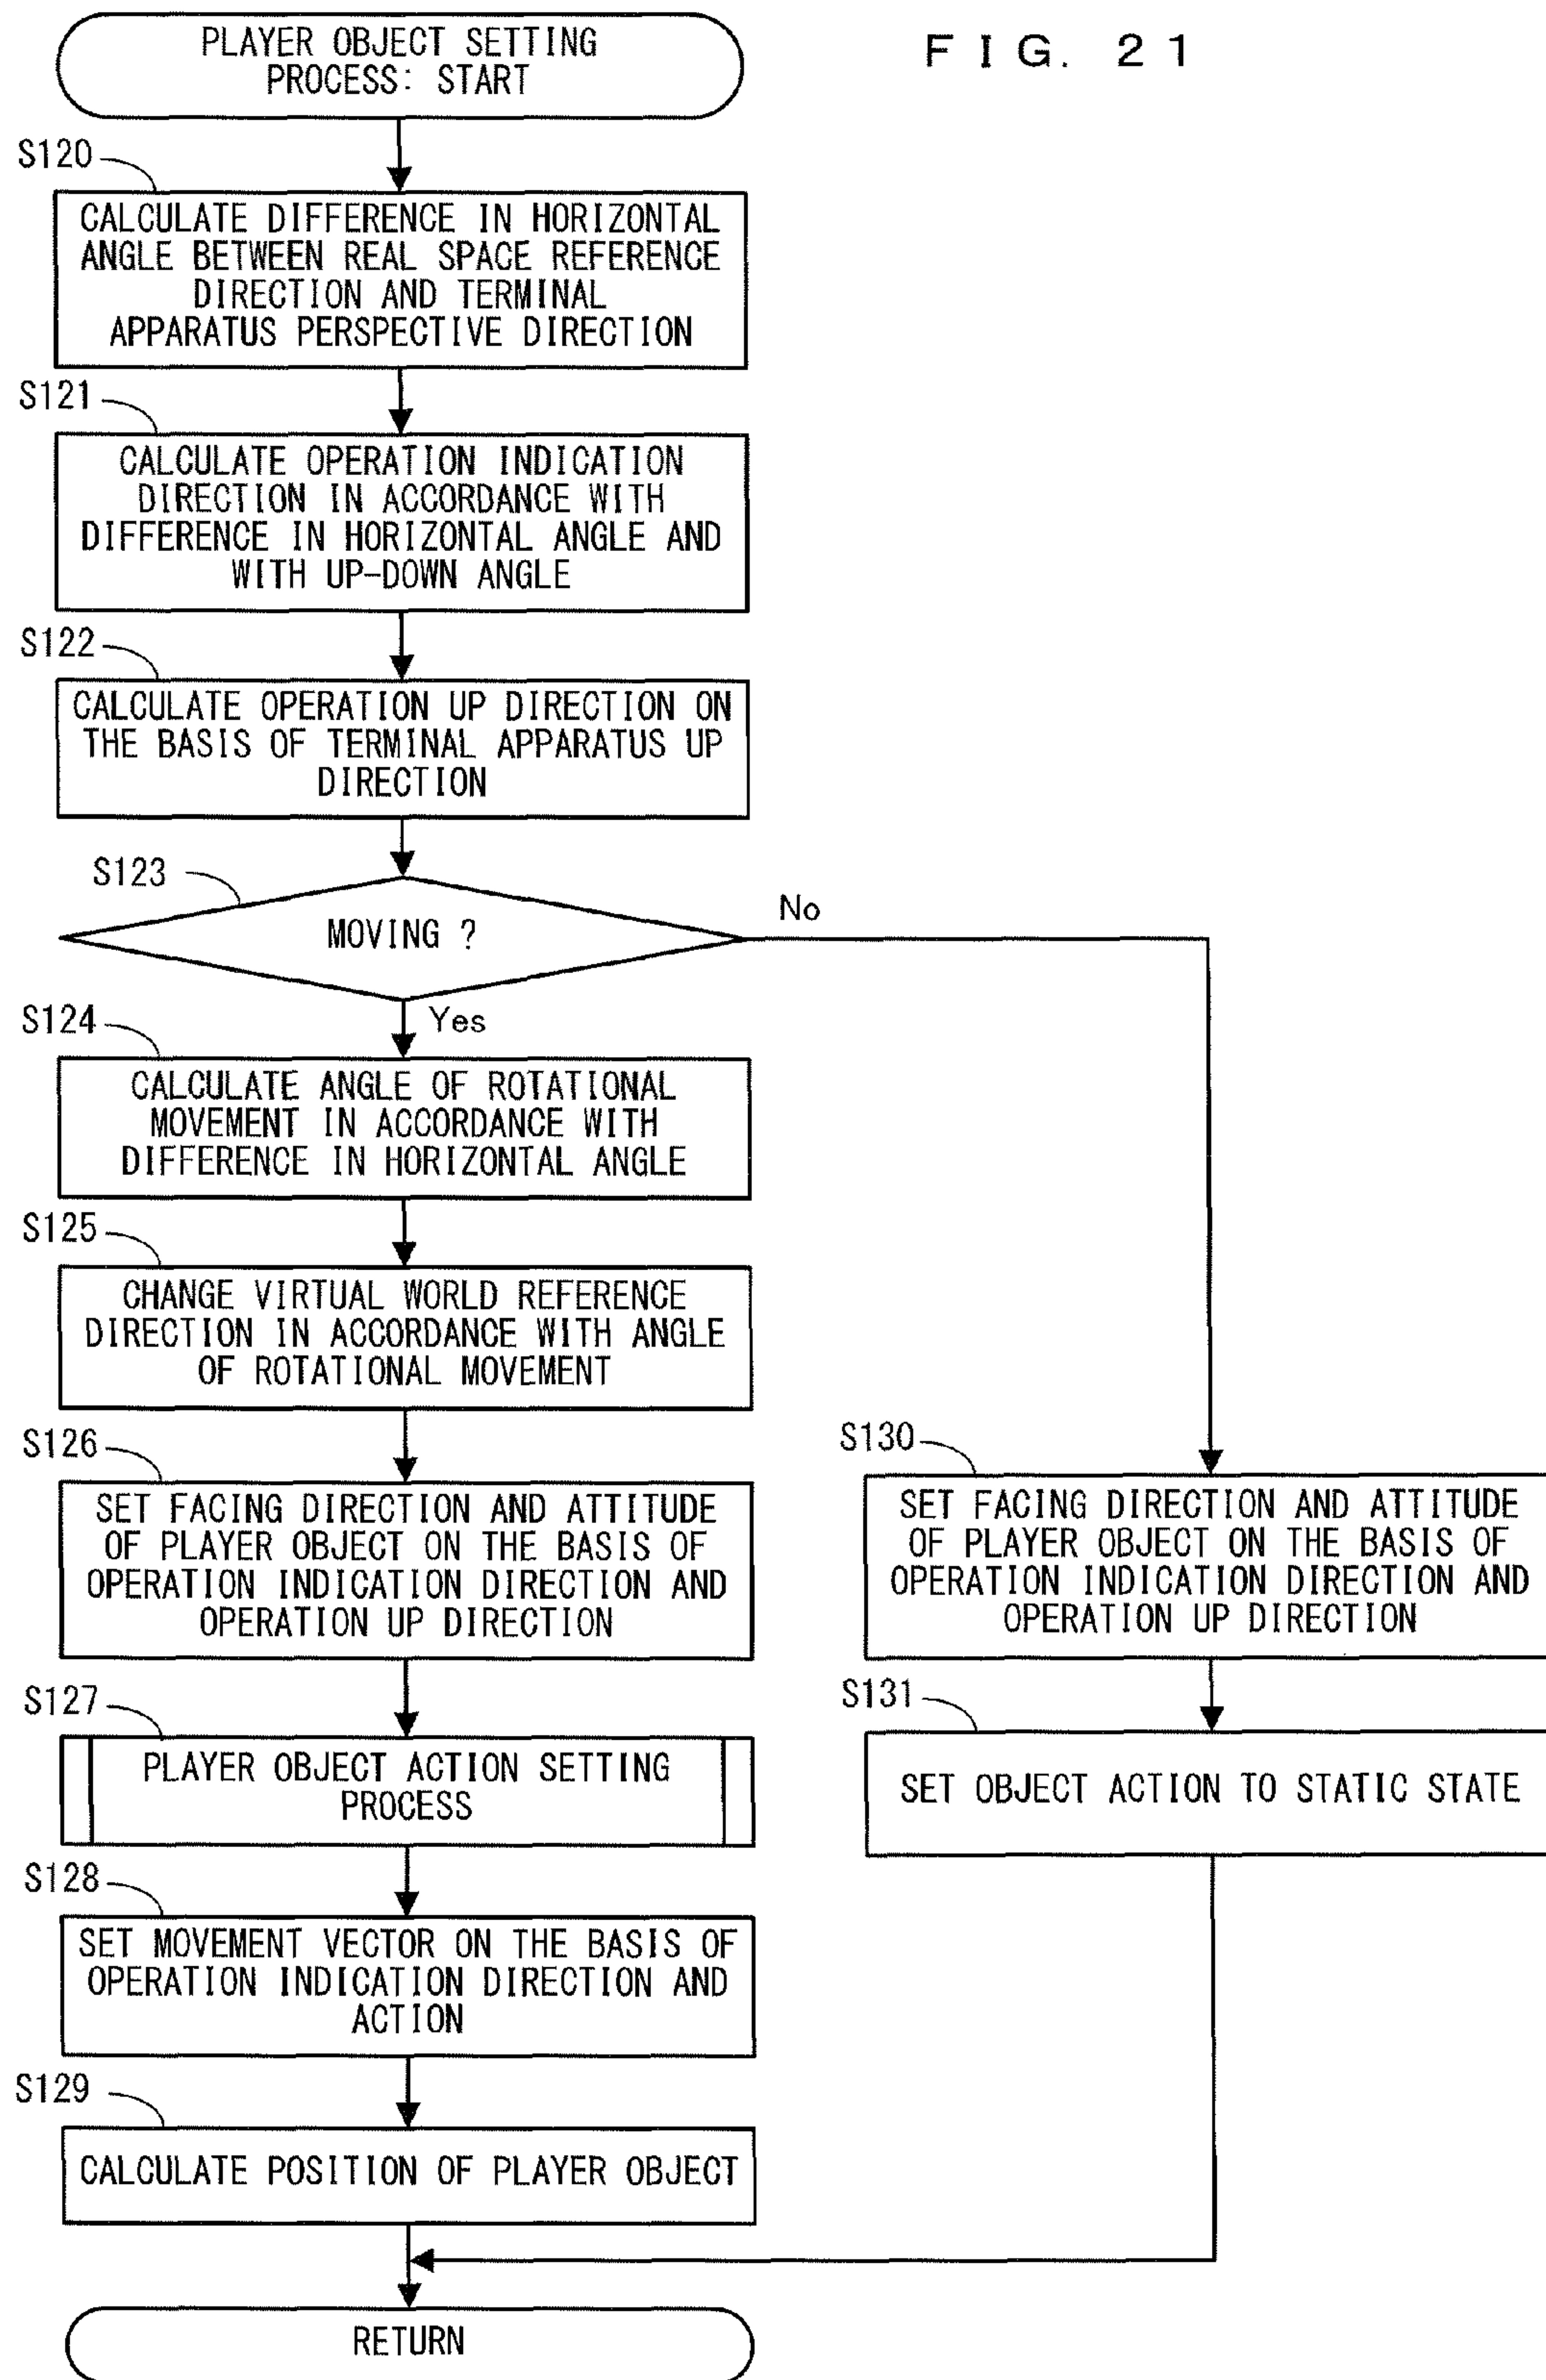 PLAYER OBJECT SETTING
PROCESS: START
FIG. 21
S120
CALCULATE DIFFERENCE IN HORIZONTAL
ANGLE BETWEEN REAL SPACE REFERENCE
DIRECTION AND TERMINAL
APPARATUS PERSPECTIVE DIRECTION
S121
CALCULATE OPERATION INDICATION
DIRECTION IN ACCORDANCE WITH
DIFFERENCE IN HORIZONTAL ANGLE AND
WITH UP-DOWN ANGLE
S122
CALCULATE OPERATION UP DIRECTION ON
THE BASIS OF TERMINAL APPARATUS UP
DIRECTION
S123
MOVING ?
No
Yes
S124
CALCULATE ANGLE OF ROTATIONAL
MOVEMENT IN ACCORDANCE WITH
DIFFERENCE IN HORIZONTAL ANGLE
S125
CHANGE VIRTUAL WORLD REFERENCE
DIRECTION IN ACCORDANCE WITH ANGLE
OF ROTATIONAL MOVEMENT
S126
SET FACING DIRECTION AND ATTITUDE
OF PLAYER OBJECT ON THE BASIS OF
OPERATION INDICATION DIRECTION AND
OPERATION UP DIRECTION
S130
SET FACING DIRECTION AND ATTITUDE
OF PLAYER OBJECT ON THE BASIS OF
OPERATION INDICATION DIRECTION AND
OPERATION UP DIRECTION
S127
PLAYER OBJECT ACTION SETTING
PROCESS
S131
SET OBJECT ACTION TO STATIC STATE
S128
SET MOVEMENT VECTOR ON THE BASIS OF
OPERATION INDICATION DIRECTION AND
ACTION
S129
CALCULATE POSITION OF PLAYER OBJECT
RETURN